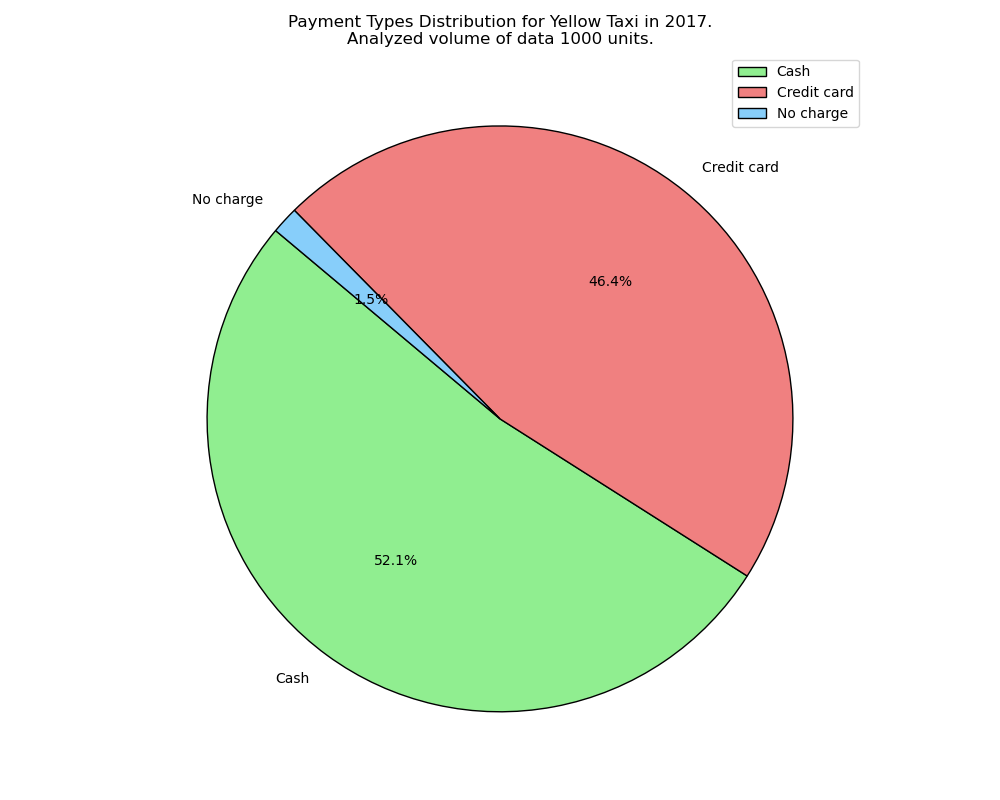 Payment Types Distribution for Yellow Taxi in 2017.
Analyzed volume of data 1000 units.
Cash
Credit card
No charge
Credit card
No charge
46.4%
1.5%
52.1%
Cash